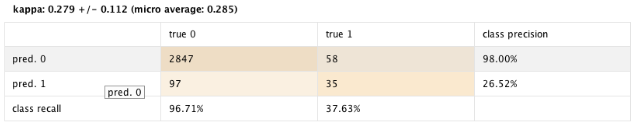 kappa: 0.279 +/- 0.112 (micro average: 0.285)
true 0 true 1 class precision
pred. 0 2847 58 98.00%
pred. 1 97 35 26.52%
pred. 0
class recall 96.71% 37.63%